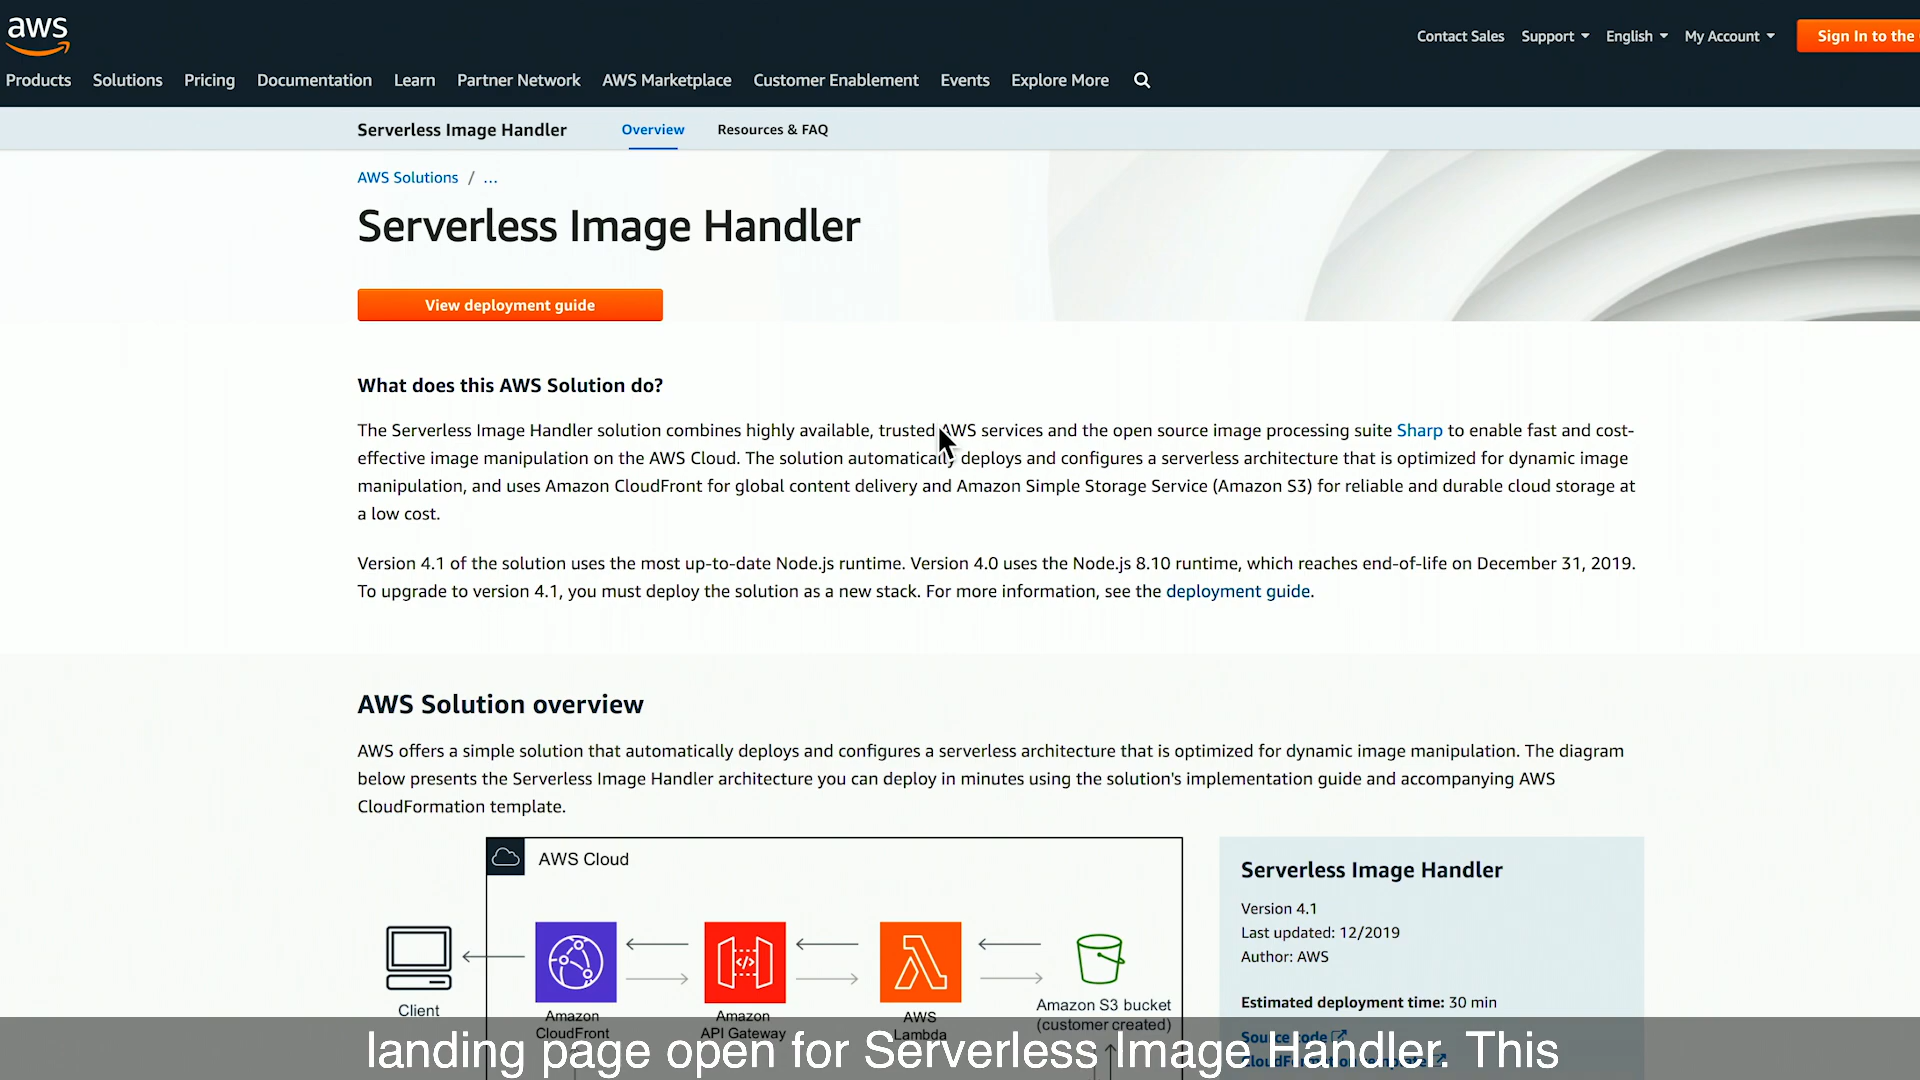 aws
Contact Sales Support English My Account Sign In to the
Products Solutions Pricing Documentation Learn Partner Network AWS Marketplace Customer Enablement Events Explore More
Serverless Image Handler Overview Resources & FAQ
AWS Solutions / ...
Serverless Image Handler
View deployment guide
What does this AWS Solution do?
The Serverless Image Handler solution combines highly available, trusted AWS services and the open source image processing suite Sharp to enable fast and cost-
effective image manipulation on the AWS Cloud. The solution automatically deploys and configures a serverless architecture that is optimized for dynamic image
manipulation, and uses Amazon CloudFront for global content delivery and Amazon Simple Storage Service (Amazon S3) for reliable and durable cloud storage at
a low cost.
Version 4.1 of the solution uses the most up-to-date Node.js runtime. Version 4.0 uses the Node.js 8.10 runtime, which reaches end-of-life on December 31, 2019.
To upgrade to version 4.1, you must deploy the solution as a new stack. For more information, see the deployment guide.
AWS Solution overview
AWS offers a simple solution that automatically deploys and configures a serverless architecture that is optimized for dynamic image manipulation. The diagram
below presents the Serverless Image Handler architecture you can deploy in minutes using the solution's implementation guide and accompanying AWS
CloudFormation template.
AWS Cloud
Client
Amazon
CloudFront
</>
Amazon
API Gateway
AWS
Lambda
Amazon S3 bucket
(customer created)
Serverless Image Handler
Version 4.1
Last updated: 12/2019
Author: AWS
Estimated deployment time: 30 min
Source code
CloudFormation template
landing page open for Serverless Image Handler. This